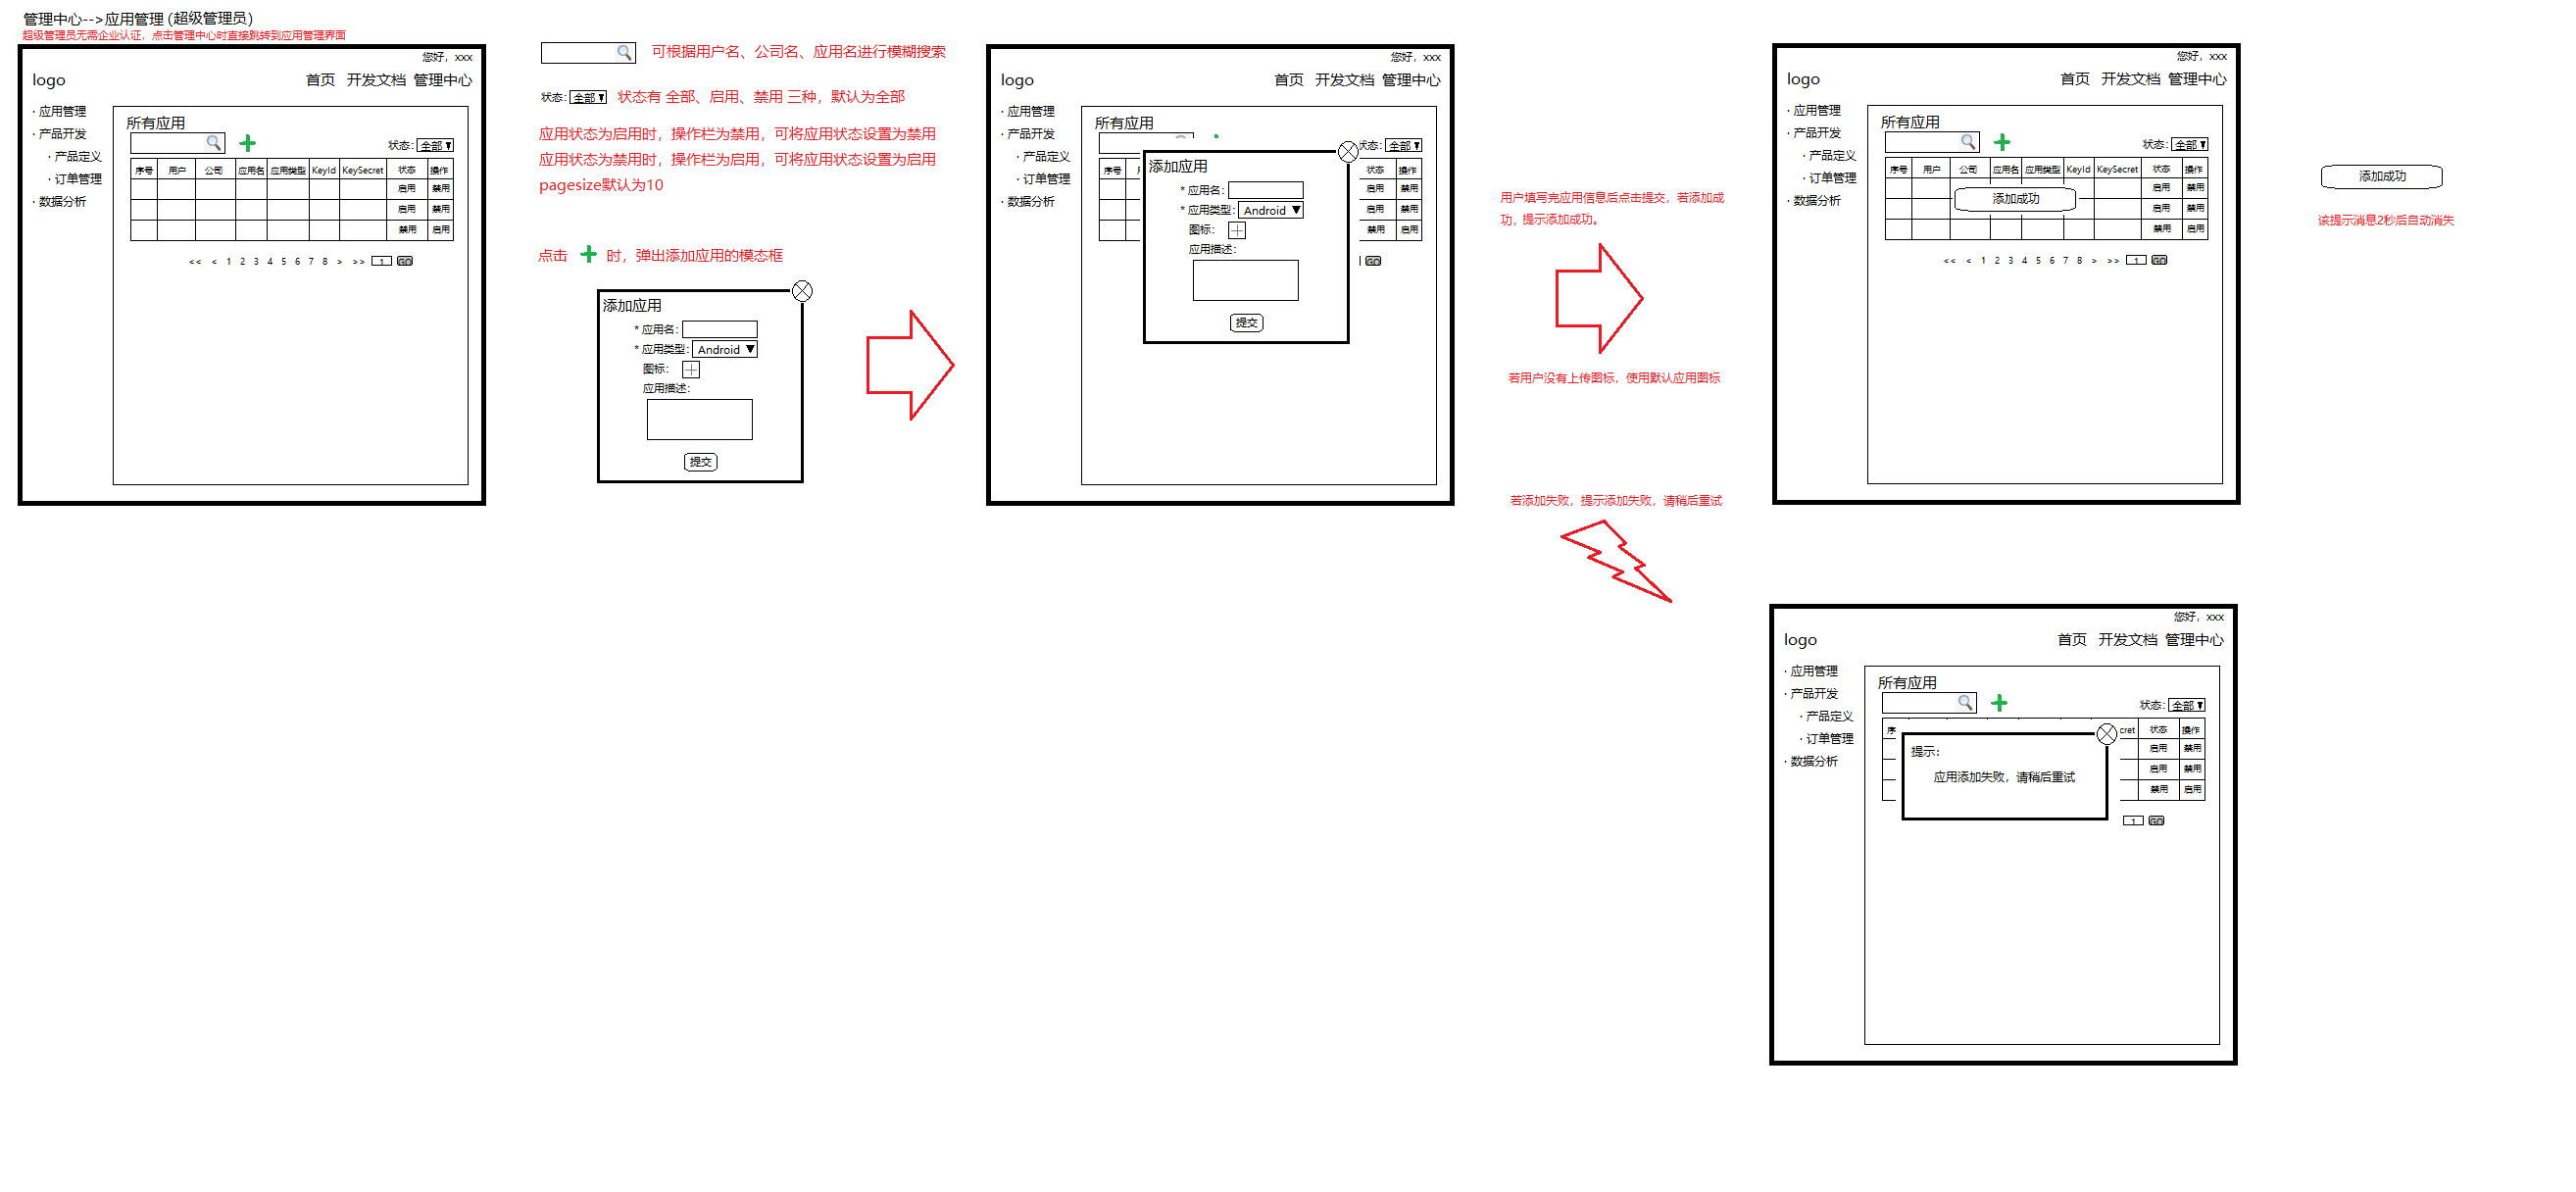 管理中心-->应用管理 (超级管理员)
超级管理员无需企业认证，点击管理中心时直接跳转到应用管理界面
您好，xxx
logo
首页 开发文档 管理中心
· 应用管理
· 产品开发
· 产品定义
· 订单管理
· 数据分析
所有应用
状态：全部
序号 用户 公司 应用名 应用类型 KeyId KeySecret 状态 操作
启用 禁用
启用 禁用
禁用 启用
<< < 1 2 3 4 5 6 7 8 > >> 1 GO
可根据用户名、公司名、应用名进行模糊搜索
状态：全部
状态有 全部、启用、禁用 三种，默认为全部
应用状态为启用时，操作栏为禁用，可将应用状态设置为禁用
应用状态为禁用时，操作栏为启用，可将应用状态设置为启用
pagesize默认为10
点击 时，弹出添加应用的模态框
添加应用
* 应用名：
* 应用类型：Android
图标：
应用描述：
提交
您好，xxx
logo
首页 开发文档 管理中心
· 应用管理
· 产品开发
· 产品定义
· 订单管理
· 数据分析
所有应用
状态：全部
序号 状态 操作
启用 禁用
启用 禁用
禁用 启用
GO
添加应用
* 应用名：
* 应用类型：Android
图标：
应用描述：
提交
用户填写完应用信息后点击提交，若添加成
功，提示添加成功。
若用户没有上传图标，使用默认应用图标
若添加失败，提示添加失败，请稍后重试
您好，xxx
logo
首页 开发文档 管理中心
· 应用管理
· 产品开发
· 产品定义
· 订单管理
· 数据分析
所有应用
状态：全部
序号 用户 公司 应用名 应用类型 KeyId KeySecret 状态 操作
启用 禁用
添加成功
启用 禁用
禁用 启用
<< < 1 2 3 4 5 6 7 8 > >> 1 GO
添加成功
该提示消息2秒后自动消失
您好，xxx
logo
首页 开发文档 管理中心
· 应用管理
· 产品开发
· 产品定义
· 订单管理
· 数据分析
所有应用
状态：全部
序 cret 状态 操作
启用 禁用
启用 禁用
禁用 启用
1 GO
提示：
应用添加失败，请稍后重试